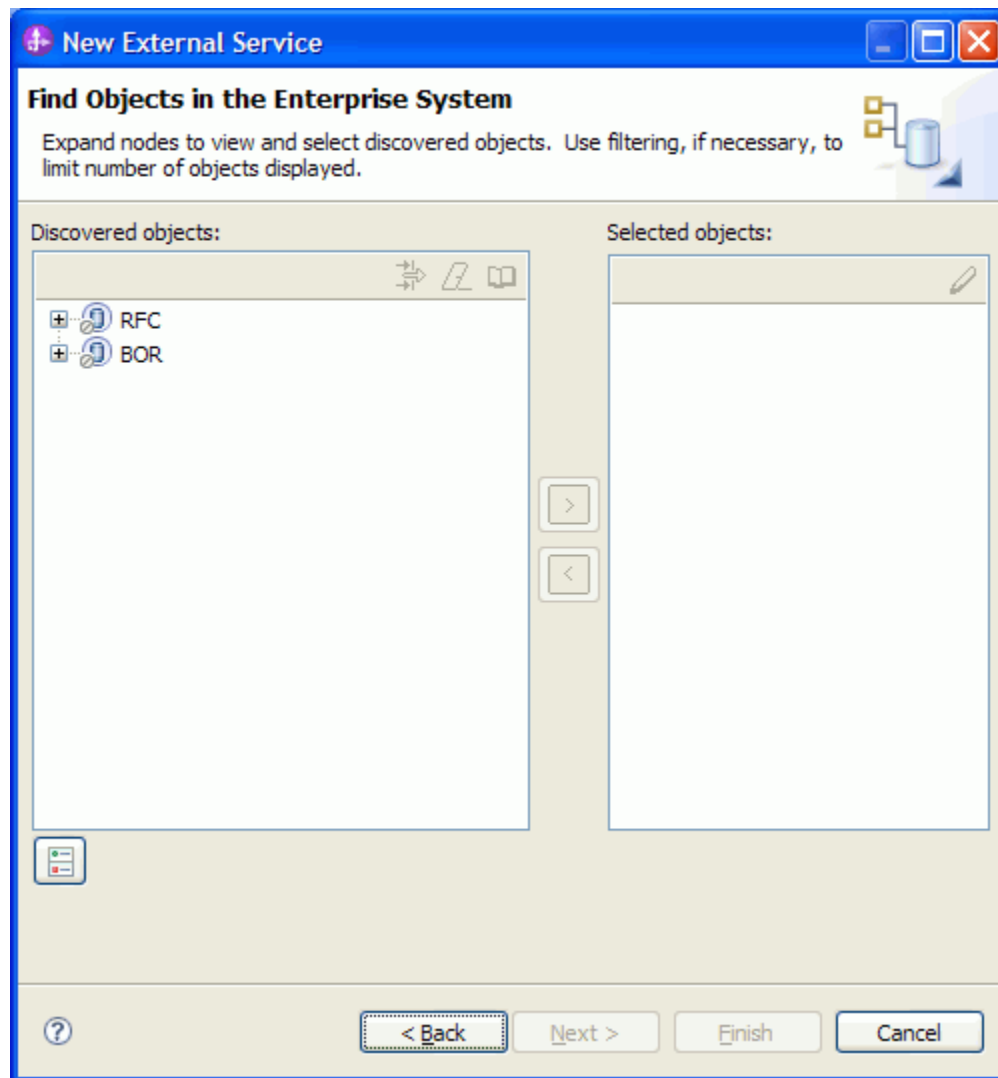 New External Service
Find Objects in the Enterprise System
Expand nodes to view and select discovered objects.  Use filtering, if necessary, to
limit number of objects displayed.
Discovered objects:
Selected objects:
RFC
BOR
>
<
?
< Back
Next >
Finish
Cancel